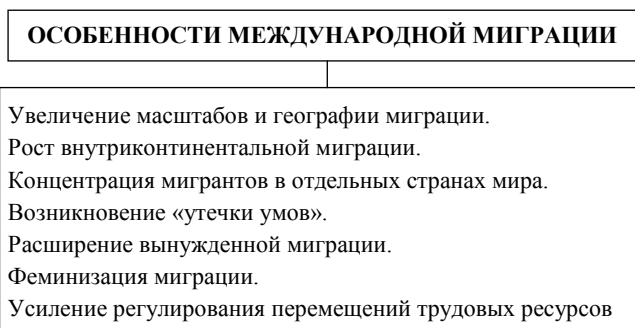 ОСОБЕННОСТИ МЕЖДУНАРОДНОЙ МИГРАЦИИ
Увеличение масштабов и географии миграции.
Рост внутриконтинентальной миграции.
Концентрация мигрантов в отдельных странах мира.
Возникновение «утечки умов».
Расширение вынужденной миграции.
Феминизация миграции.
Усиление регулирования перемещений трудовых ресурсов